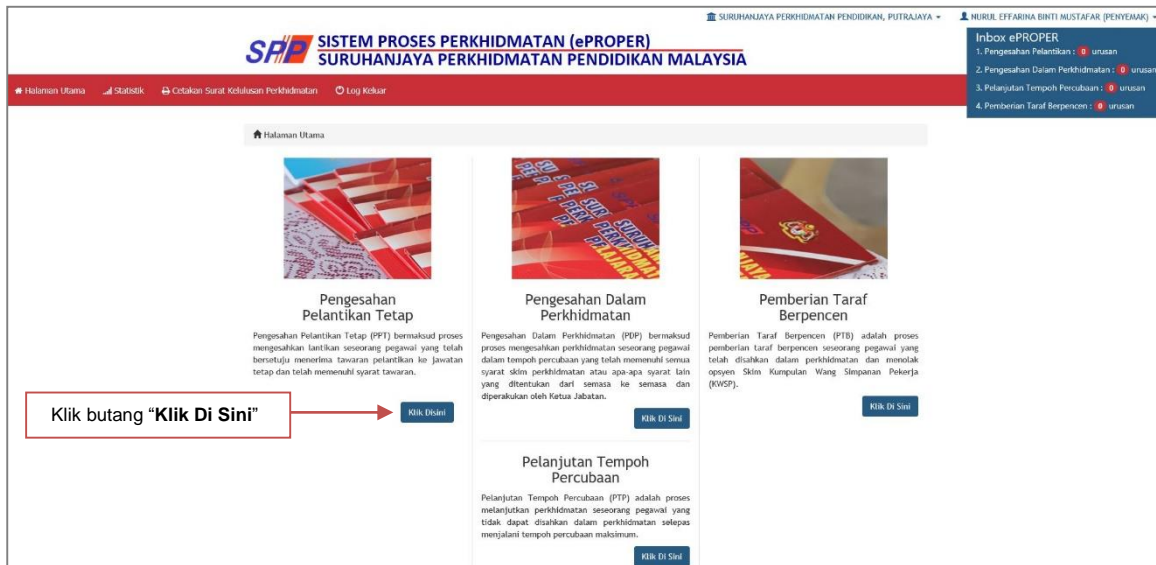 SURUHANJAYA PERKHIDMATAN PENDIDIKAN, PUTRAJAYA
NURUL EFFARINA BINTI MUSTAFAR (PENYEMAK)
SPP
SISTEM PROSES PERKHIDMATAN (ePROPER)
SURUHANJAYA PERKHIDMATAN PENDIDIKAN MALAYSIA
Inbox ePROPER
1. Pengesahan Pelantikan : 0 urusan
2. Pengesahan Dalam Perkhidmatan : 0 urusan
3. Pelanjutan Tempoh Percubaan : 0 urusan
4. Pemberian Taraf Berpencen : 0 urusan
Halaman Utama Statistik Cetakan Surat Kelulusan Perkhidmatan Log Keluar
Halaman Utama
Pengesahan
Pelantikan Tetap
Pengesahan Pelantikan Tetap (PPT) bermaksud proses
mengesahkan lantikan seseorang pegawai yang telah
bersetuju menerima tawaran pelantikan ke jawatan
tetap dan telah memenuhi syarat tawaran.
Klik Disini
Klik butang “Klik Di Sini”
Pengesahan Dalam
Perkhidmatan
Pengesahan Dalam Perkhidmatan (PDP) bermaksud
proses mengesahkan perkhidmatan seseorang pegawai
dalam tempoh percubaan yang telah memenuhi semua
syarat skim perkhidmatan atau apa-apa syarat lain
yang ditentukan dari semasa ke semasa dan
diperakukan oleh Ketua Jabatan.
Klik Di Sini
Pelanjutan Tempoh
Percubaan
Pelanjutan Tempoh Percubaan (PTP) adalah proses
melanjutkan perkhidmatan seseorang pegawai yang
tidak dapat disahkan dalam perkhidmatan selepas
menjalani tempoh percubaan maksimum.
Klik Di Sini
Pemberian Taraf
Berpencen
Pemberian Taraf Berpencen (PTB) adalah proses
pemberian taraf berpencen seseorang pegawai yang
telah disahkan dalam perkhidmatan dan menolak
opsyen Skim Kumpulan Wang Simpanan Pekerja
(KWSP).
Klik Di Sini